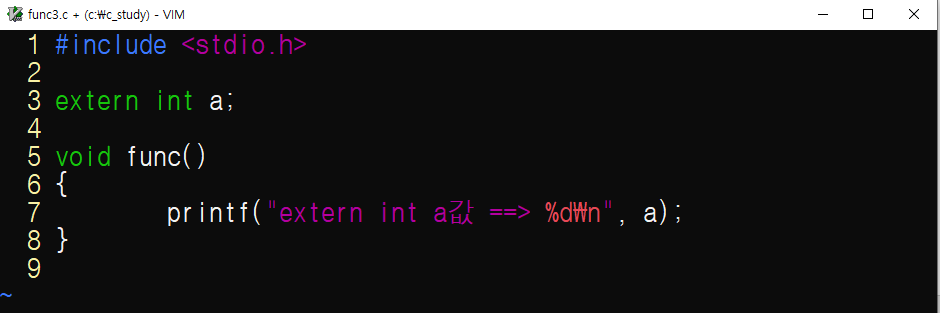 func3.c + (c:₩c_study) - VIM
1 #include <stdio.h>
2
3 extern int a;
4
5 void func()
6 {
7         printf("extern int a값 ==> %d₩n", a);
8 }
9
~